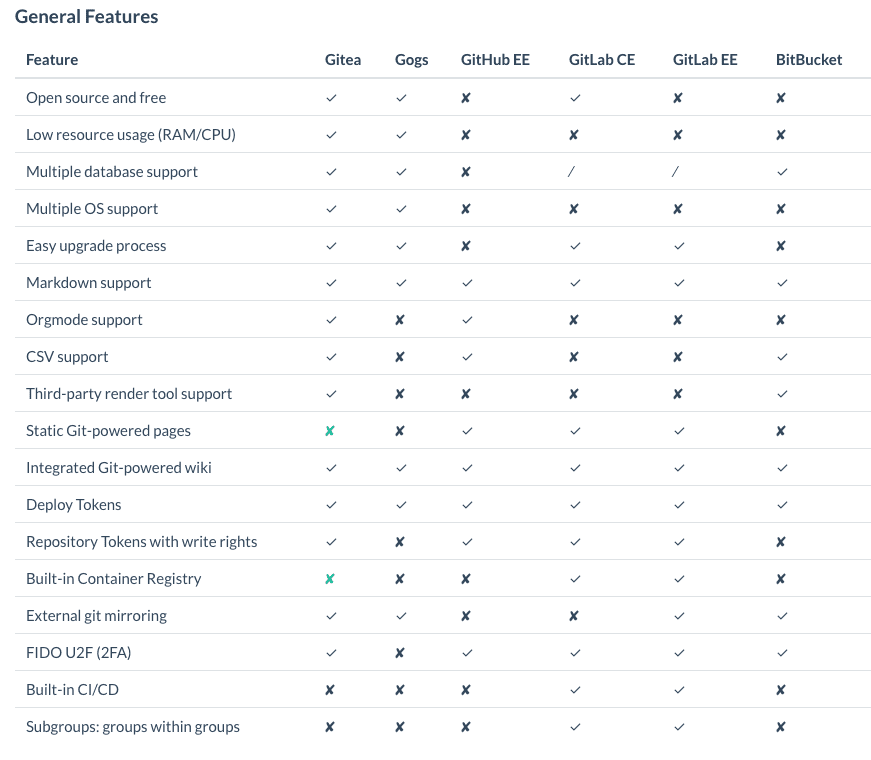 General Features
Feature Gitea Gogs GitHub EE GitLab CE GitLab EE BitBucket
Open source and free ✓ ✓ ✘ ✓ ✘ ✘
Low resource usage (RAM/CPU) ✓ ✓ ✘ ✘ ✘ ✘
Multiple database support ✓ ✓ ✘ ⁄ ⁄ ✓
Multiple OS support ✓ ✓ ✘ ✘ ✘ ✘
Easy upgrade process ✓ ✓ ✘ ✓ ✓ ✘
Markdown support ✓ ✓ ✓ ✓ ✓ ✓
Orgmode support ✓ ✘ ✓ ✘ ✘ ✘
CSV support ✓ ✘ ✓ ✘ ✘ ✓
Third-party render tool support ✓ ✘ ✘ ✘ ✘ ✓
Static Git-powered pages ✘ ✘ ✓ ✓ ✓ ✘
Integrated Git-powered wiki ✓ ✓ ✓ ✓ ✓ ✓
Deploy Tokens ✓ ✓ ✓ ✓ ✓ ✓
Repository Tokens with write rights ✓ ✘ ✓ ✓ ✓ ✘
Built-in Container Registry ✘ ✘ ✘ ✓ ✓ ✘
External git mirroring ✓ ✓ ✘ ✘ ✓ ✓
FIDO U2F (2FA) ✓ ✘ ✓ ✓ ✓ ✓
Built-in CI/CD ✘ ✘ ✘ ✓ ✓ ✘
Subgroups: groups within groups ✘ ✘ ✘ ✓ ✓ ✘